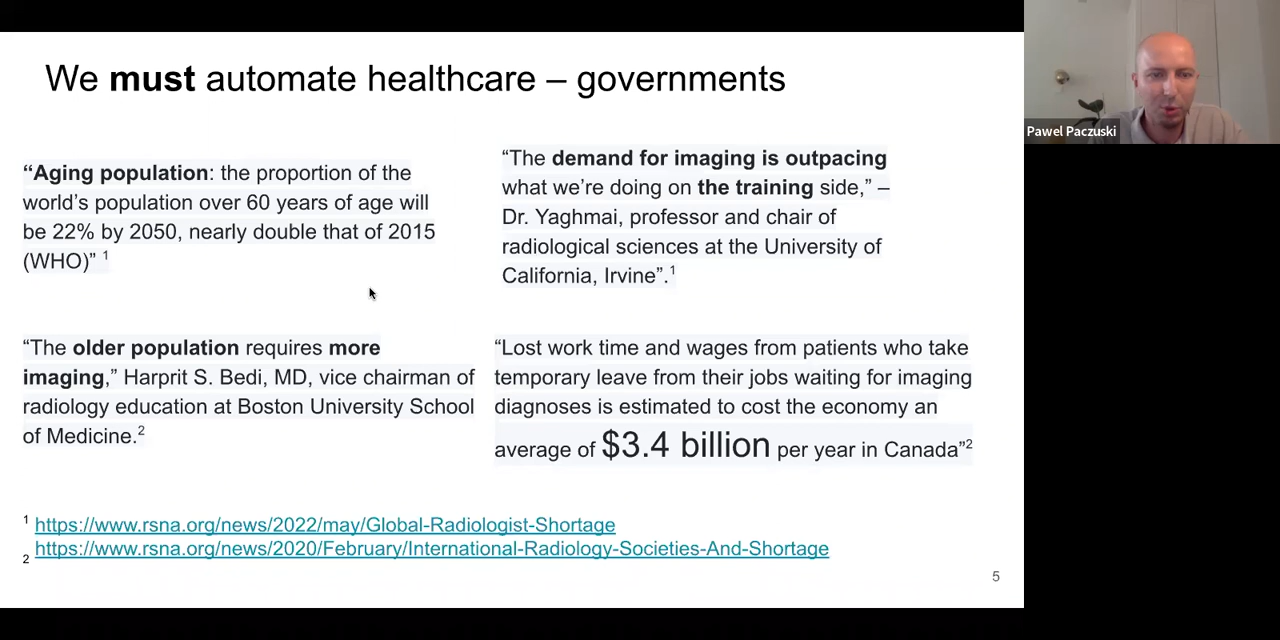 We must automate healthcare – governments
“Aging population: the proportion of the
world’s population over 60 years of age will
be 22% by 2050, nearly double that of 2015
(WHO)” 1
“The demand for imaging is outpacing
what we’re doing on the training side,” –
Dr. Yaghmai, professor and chair of
radiological sciences at the University of
California, Irvine”.1
“The older population requires more
imaging,” Harprit S. Bedi, MD, vice chairman of
radiology education at Boston University School
of Medicine.2
“Lost work time and wages from patients who take
temporary leave from their jobs waiting for imaging
diagnoses is estimated to cost the economy an
average of $3.4 billion per year in Canada”2
1 https://www.rsna.org/news/2022/may/Global-Radiologist-Shortage
2 https://www.rsna.org/news/2020/February/International-Radiology-Societies-And-Shortage
5
Pawel Paczuski